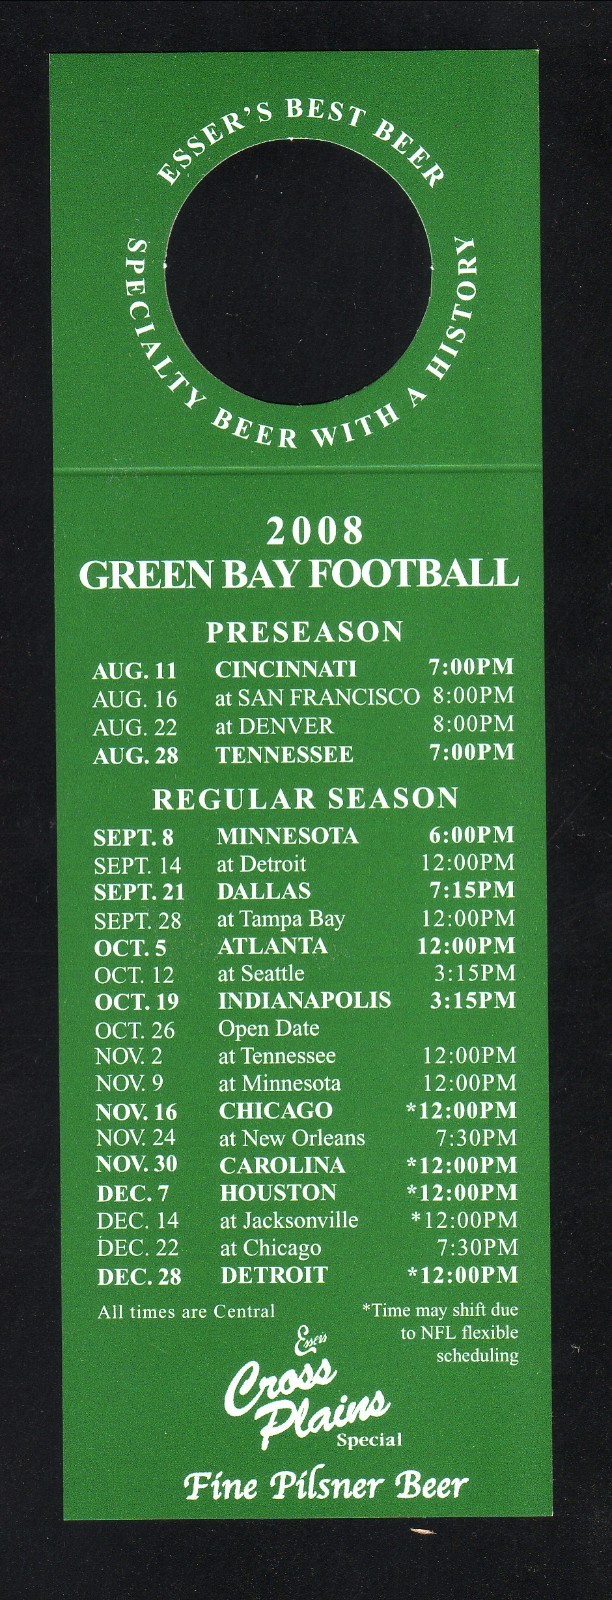 ESSER'S BEST BEER
SPECIALTY BEER WITH A HISTORY
2008
GREEN BAY FOOTBALL
PRESEASON
AUG. 11 CINCINNATI 7:00PM
AUG. 16 at SAN FRANCISCO 8:00PM
AUG. 22 at DENVER 8:00PM
AUG. 28 TENNESSEE 7:00PM
REGULAR SEASON
SEPT. 8 MINNESOTA 6:00PM
SEPT. 14 at Detroit 12:00PM
SEPT. 21 DALLAS 7:15PM
SEPT. 28 at Tampa Bay 12:00PM
OCT. 5 ATLANTA 12:00PM
OCT. 12 at Seattle 3:15PM
OCT. 19 INDIANAPOLIS 3:15PM
OCT. 26 Open Date
NOV. 2 at Tennessee 12:00PM
NOV. 9 at Minnesota 12:00PM
NOV. 16 CHICAGO *12:00PM
NOV. 24 at New Orleans 7:30PM
NOV. 30 CAROLINA *12:00PM
DEC. 7 HOUSTON *12:00PM
DEC. 14 at Jacksonville *12:00PM
DEC. 22 at Chicago 7:30PM
DEC. 28 DETROIT *12:00PM
All times are Central
*Time may shift due
to NFL flexible
scheduling
Esser's
Cross
Plains
Special
Fine Pilsner Beer